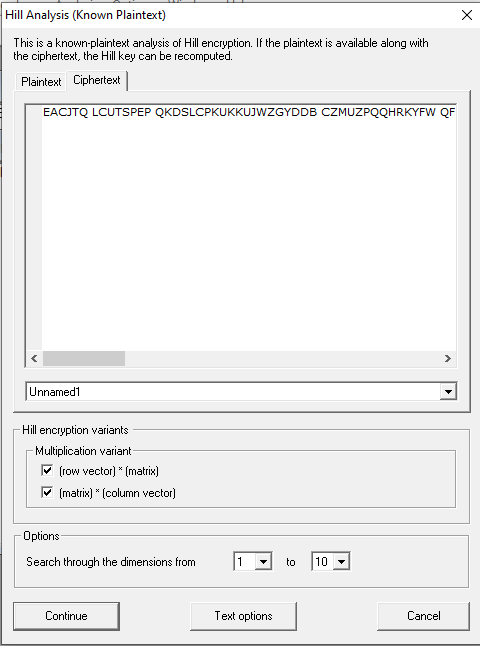 Hill Analysis (Known Plaintext)
This is a known-plaintext analysis of Hill encryption. If the plaintext is available along with
the ciphertext, the Hill key can be recomputed.
Plaintext Ciphertext
EACJTQ LCUTSPEP QKDSLCPKUKKUJWZGYDDB CZMUZPQQHRKYFW QF
Unnamed1
Hill encryption variants
Multiplication variant
(row vector) * (matrix)
(matrix) * (column vector)
Options
Search through the dimensions from 1 to 10
Continue Text options Cancel